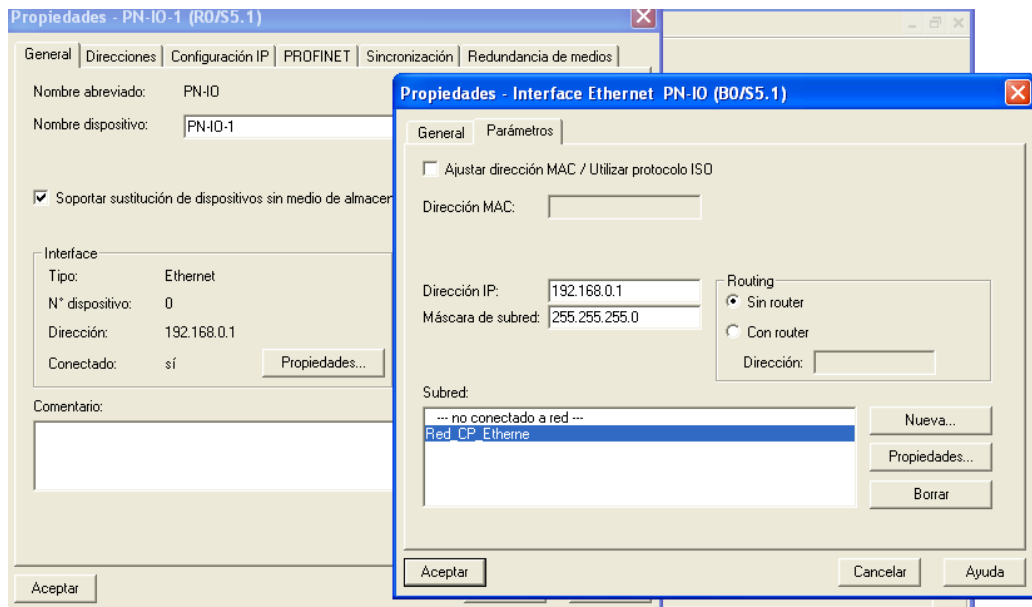 Propiedades - PN-IO-1 (R0/S5.1)
General Direcciones Configuración IP PROFINET Sincronización Redundancia de medios
Nombre abreviado: PN-IO
Nombre dispositivo: PN-IO-1
Soportar sustitución de dispositivos sin medio de almacen
Interface
Tipo: Ethernet
N° dispositivo: 0
Dirección: 192.168.0.1
Conectado: sí Propiedades...
Comentario:
Aceptar
Propiedades - Interface Ethernet PN-IO (B0/S5.1)
General Parámetros
Ajustar dirección MAC / Utilizar protocolo ISO
Dirección MAC:
Dirección IP: 192.168.0.1
Máscara de subred: 255.255.255.0
Routing
Sin router
Con router
Dirección:
Subred:
--- no conectado a red ---
Red_CP_Etherne
Nueva...
Propiedades...
Borrar
Aceptar Cancelar Ayuda